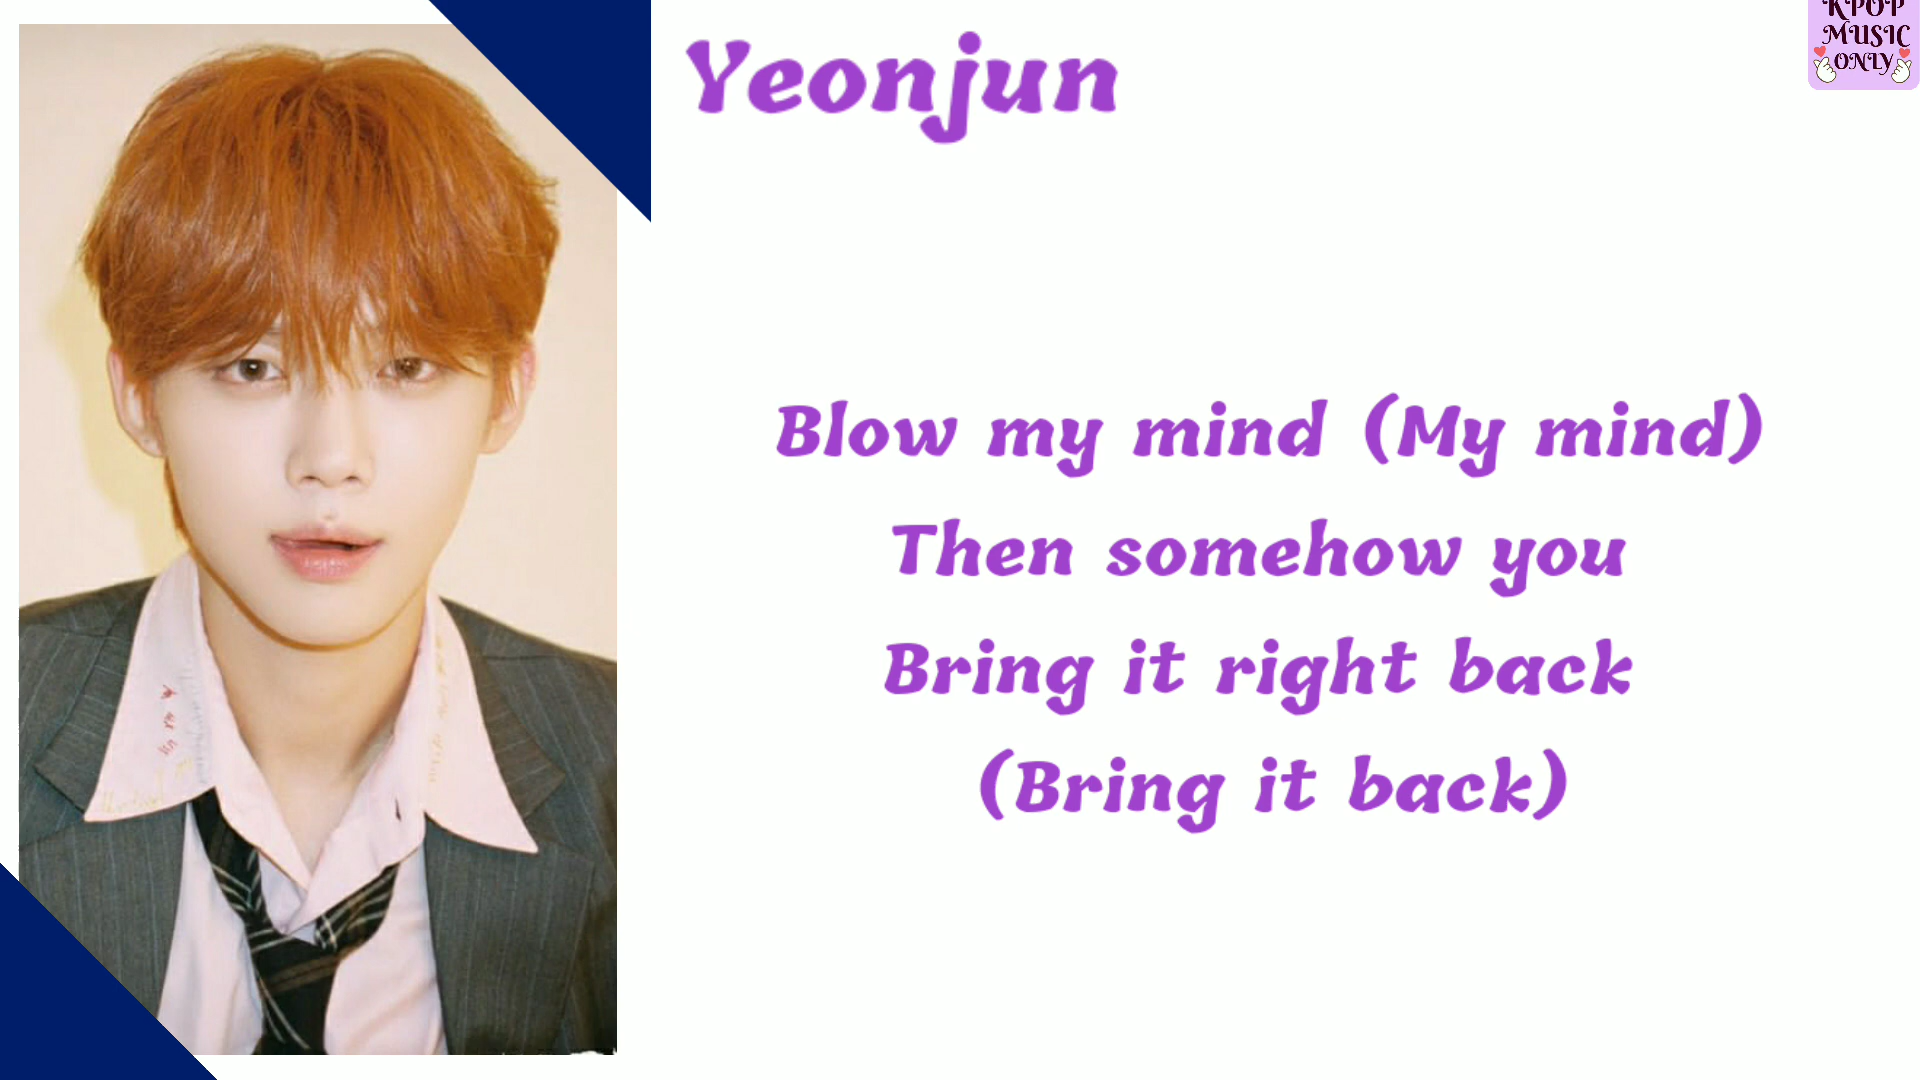 Yeonjun
KPOP
MUSIC
ONLY
Blow my mind (My mind)
Then somehow you
Bring it right back
(Bring it back)